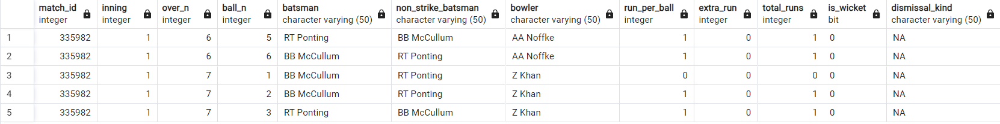 match_id inning over_n ball_n batsman non_strike_batsman bowler run_per_ball extra_run total_runs is_wicket dismissal_kind
integer integer integer integer character varying (50) character varying (50) character varying (50) integer integer integer bit character varying (50)
1 335982 1 6 5 RT Ponting BB McCullum AA Noffke 1 0 1 0 NA
2 335982 1 6 6 BB McCullum RT Ponting AA Noffke 1 0 1 0 NA
3 335982 1 7 1 BB McCullum RT Ponting Z Khan 0 0 0 0 NA
4 335982 1 7 2 BB McCullum RT Ponting Z Khan 1 0 1 0 NA
5 335982 1 7 3 RT Ponting BB McCullum Z Khan 1 0 1 0 NA